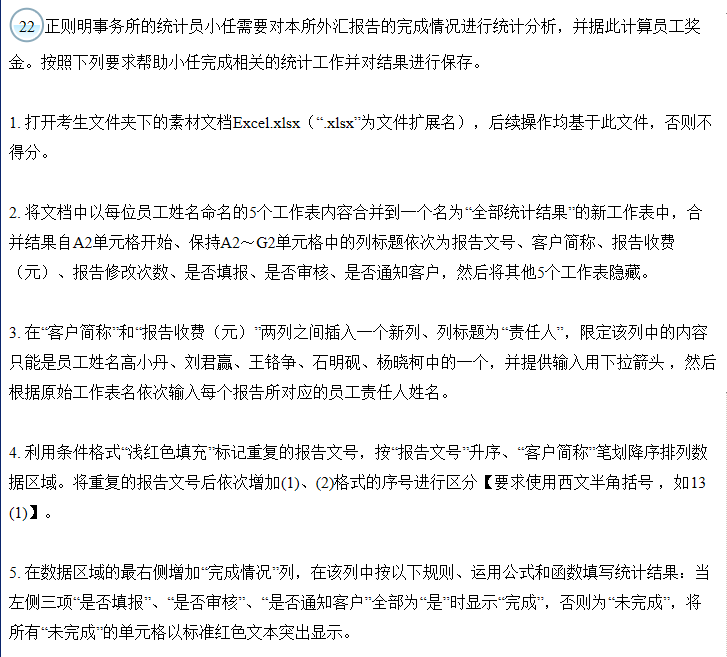 22 正则明事务所的统计员小任需要对本所外汇报告的完成情况进行统计分析，并据此计算员工奖
金。按照下列要求帮助小任完成相关的统计工作并对结果进行保存。
1. 打开考生文件夹下的素材文档Excel.xlsx（“.xlsx”为文件扩展名），后续操作均基于此文件，否则不
得分。
2. 将文档中以每位员工姓名命名的5个工作表内容合并到一个名为“全部统计结果”的新工作表中，合
并结果自A2单元格开始、保持A2～G2单元格中的列标题依次为报告文号、客户简称、报告收费
（元）、报告修改次数、是否填报、是否审核、是否通知客户，然后将其他5个工作表隐藏。
3. 在“客户简称”和“报告收费（元）”两列之间插入一个新列、列标题为“责任人”，限定该列中的内容
只能是员工姓名高小丹、刘君赢、王铬争、石明砚、杨晓柯中的一个，并提供输入用下拉箭头，然后
根据原始工作表名依次输入每个报告所对应的员工责任人姓名。
4. 利用条件格式“浅红色填充”标记重复的报告文号，按“报告文号”升序、“客户简称”笔划降序排列数
据区域。将重复的报告文号后依次增加(1)、(2)格式的序号进行区分【要求使用西文半角括号，如13
(1)】。
5. 在数据区域的最右侧增加“完成情况”列，在该列中按以下规则、运用公式和函数填写统计结果：当
左侧三项“是否填报”、“是否审核”、“是否通知客户”全部为“是”时显示“完成”，否则为“未完成”，将
所有“未完成”的单元格以标准红色文本突出显示。